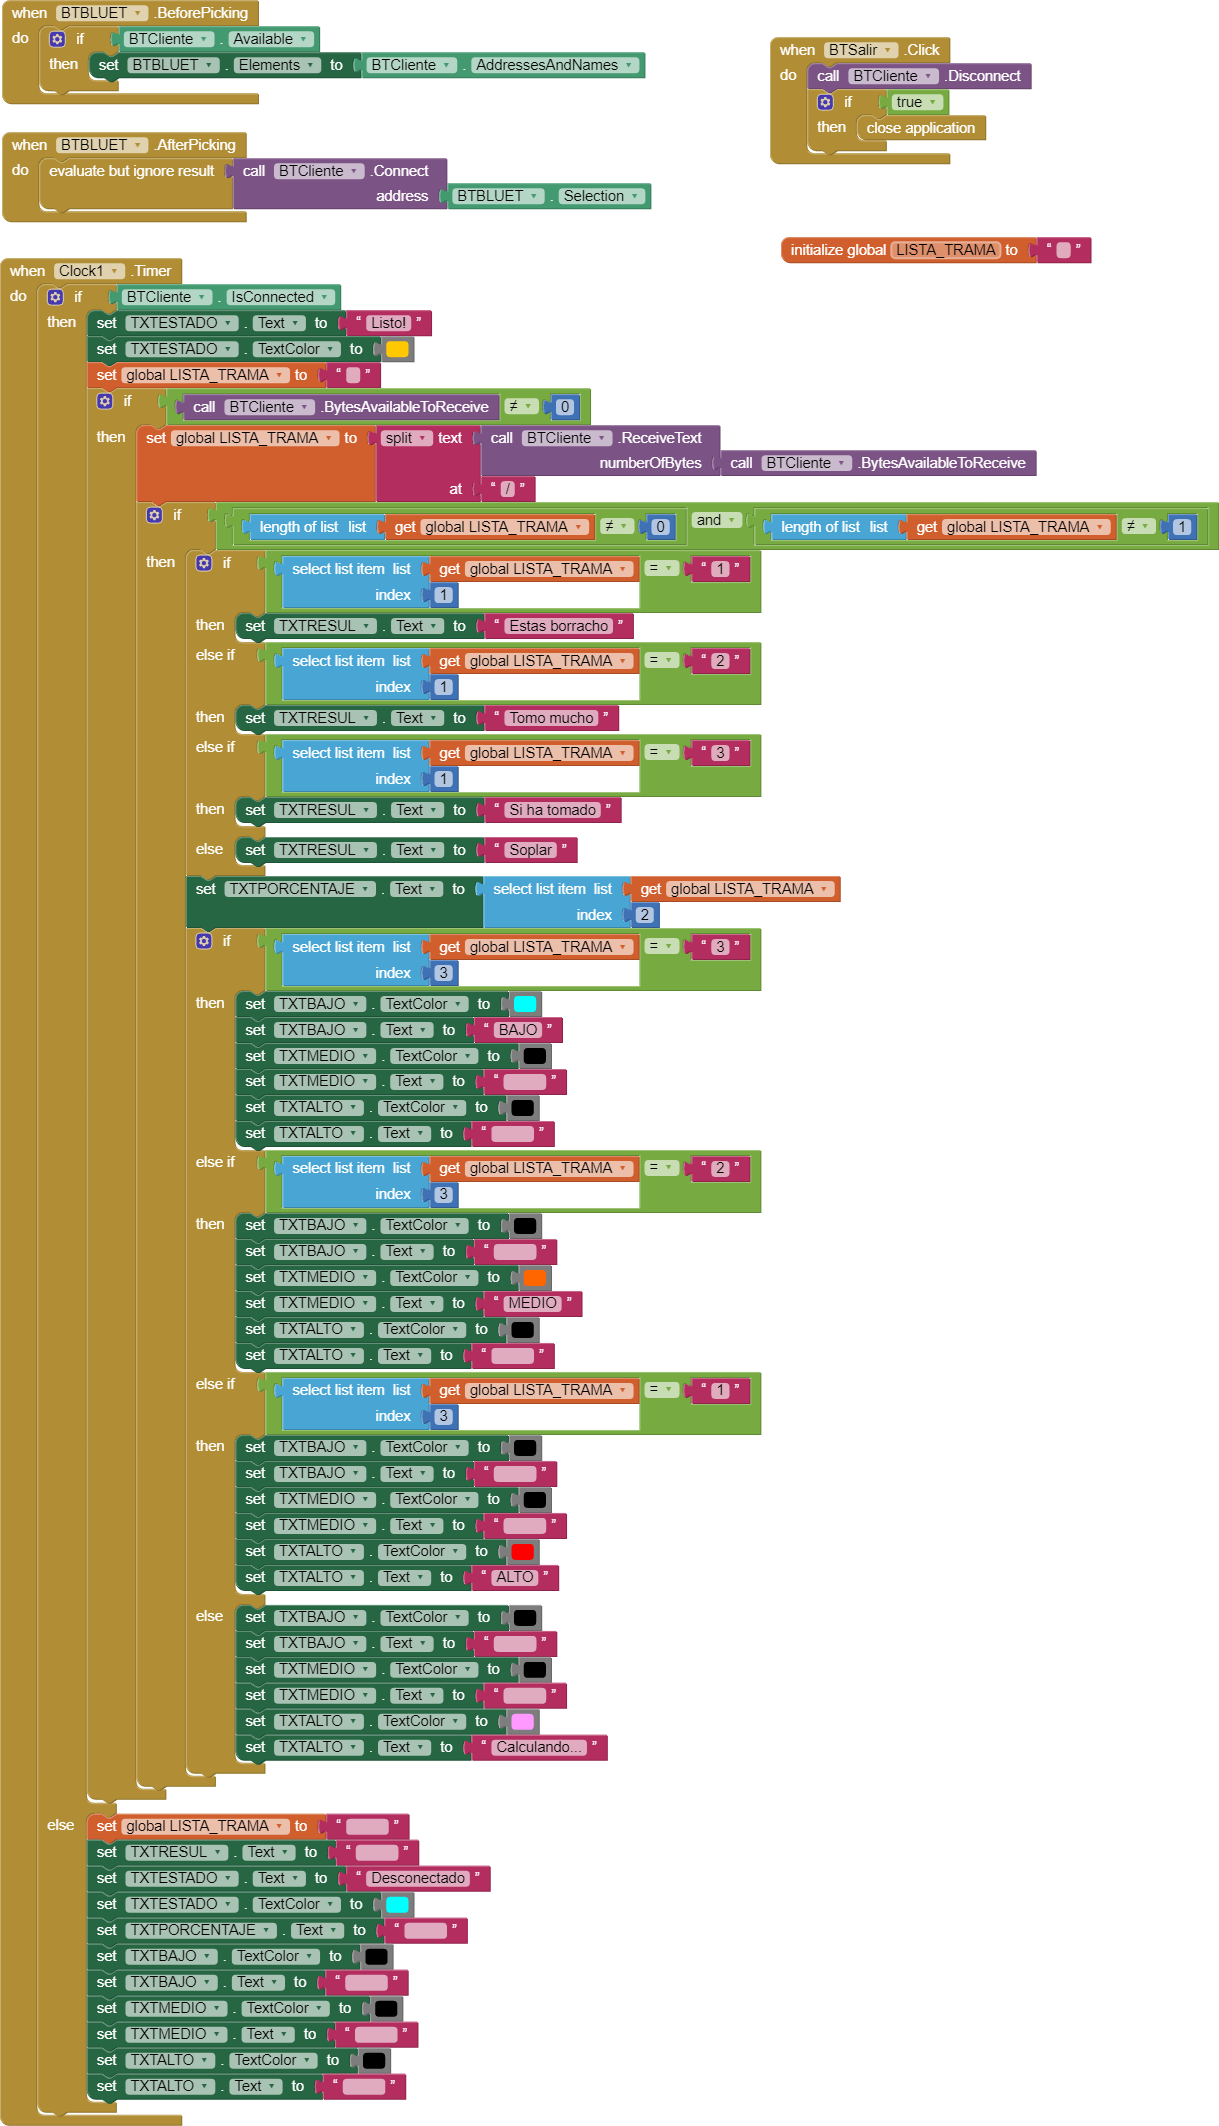 when BTBLUET .BeforePicking
do if BTCliente . Available
then set BTBLUET . Elements to BTCliente . AddressesAndNames
when BTSalir .Click
do call BTCliente .Disconnect
if true
then close application
when BTBLUET .AfterPicking
do evaluate but ignore result call BTCliente .Connect
address BTBLUET . Selection
initialize global LISTA_TRAMA to “ ”
when Clock1 .Timer
do if BTCliente . IsConnected
then set TXTESTADO . Text to “ Listo! ”
set TXTESTADO . TextColor to
set global LISTA_TRAMA to “ ”
if call BTCliente .BytesAvailableToReceive ≠ 0
then set global LISTA_TRAMA to split text call BTCliente .ReceiveText
numberOfBytes call BTCliente .BytesAvailableToReceive
at “ / ”
if length of list list get global LISTA_TRAMA ≠ 0 and length of list list get global LISTA_TRAMA ≠ 1
then if select list item list get global LISTA_TRAMA = “ 1 ”
index 1
then set TXTRESUL . Text to “ Estas borracho ”
else if select list item list get global LISTA_TRAMA = “ 2 ”
index 1
then set TXTRESUL . Text to “ Tomo mucho ”
else if select list item list get global LISTA_TRAMA = “ 3 ”
index 1
then set TXTRESUL . Text to “ Si ha tomado ”
else set TXTRESUL . Text to “ Soplar ”
set TXTPORCENTAJE . Text to select list item list get global LISTA_TRAMA
index 2
if select list item list get global LISTA_TRAMA = “ 3 ”
index 3
then set TXTBAJO . TextColor to
set TXTBAJO . Text to “ BAJO ”
set TXTMEDIO . TextColor to
set TXTMEDIO . Text to “ ”
set TXTALTO . TextColor to
set TXTALTO . Text to “ ”
else if select list item list get global LISTA_TRAMA = “ 2 ”
index 3
then set TXTBAJO . TextColor to
set TXTBAJO . Text to “ ”
set TXTMEDIO . TextColor to
set TXTMEDIO . Text to “ MEDIO ”
set TXTALTO . TextColor to
set TXTALTO . Text to “ ”
else if select list item list get global LISTA_TRAMA = “ 1 ”
index 3
then set TXTBAJO . TextColor to
set TXTBAJO . Text to “ ”
set TXTMEDIO . TextColor to
set TXTMEDIO . Text to “ ”
set TXTALTO . TextColor to
set TXTALTO . Text to “ ALTO ”
else set TXTBAJO . TextColor to
set TXTBAJO . Text to “ ”
set TXTMEDIO . TextColor to
set TXTMEDIO . Text to “ ”
set TXTALTO . TextColor to
set TXTALTO . Text to “ Calculando... ”
else set global LISTA_TRAMA to “ ”
set TXTRESUL . Text to “ ”
set TXTESTADO . Text to “ Desconectado ”
set TXTESTADO . TextColor to
set TXTPORCENTAJE . Text to “ ”
set TXTBAJO . TextColor to
set TXTBAJO . Text to “ ”
set TXTMEDIO . TextColor to
set TXTMEDIO . Text to “ ”
set TXTALTO . TextColor to
set TXTALTO . Text to “ ”